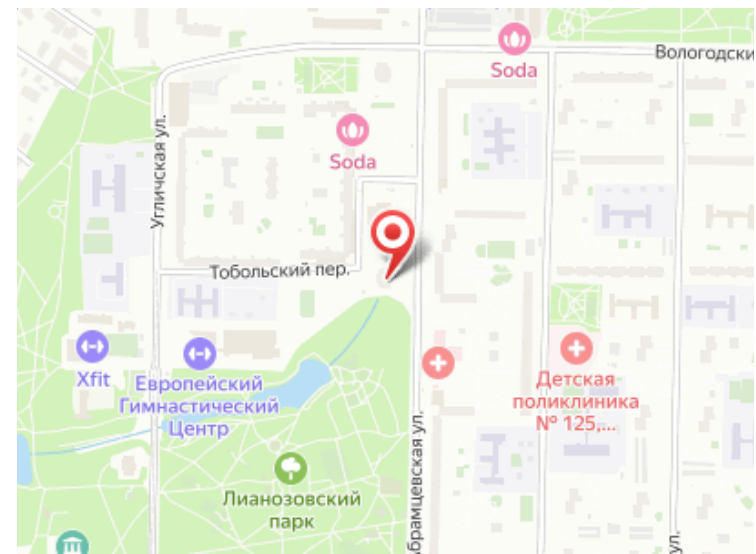 Soda
Вологодски
Угличская ул.
Soda
Тобольский пер.
Xfit
Европейский
Гимнастический
Центр
Детская
поликлиника
№ 125,...
брамцевская ул.
Лианозовский
парк
ул.